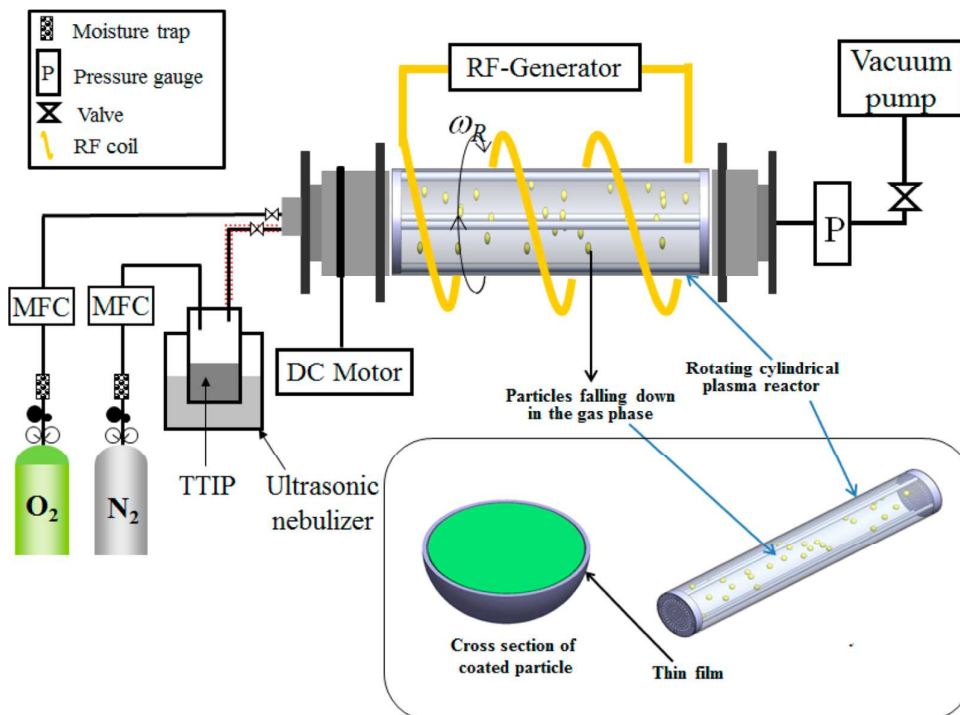 Moisture trap
P
Pressure gauge
Valve
RF coil
RF-Generator
Vacuum
pump
ωR
P
MFC
MFC
DC Motor
Rotating cylindrical
plasma reactor
Particles falling down
in the gas phase
TTIP
Ultrasonic
nebulizer
O2
N2
Cross section of
coated particle
Thin film